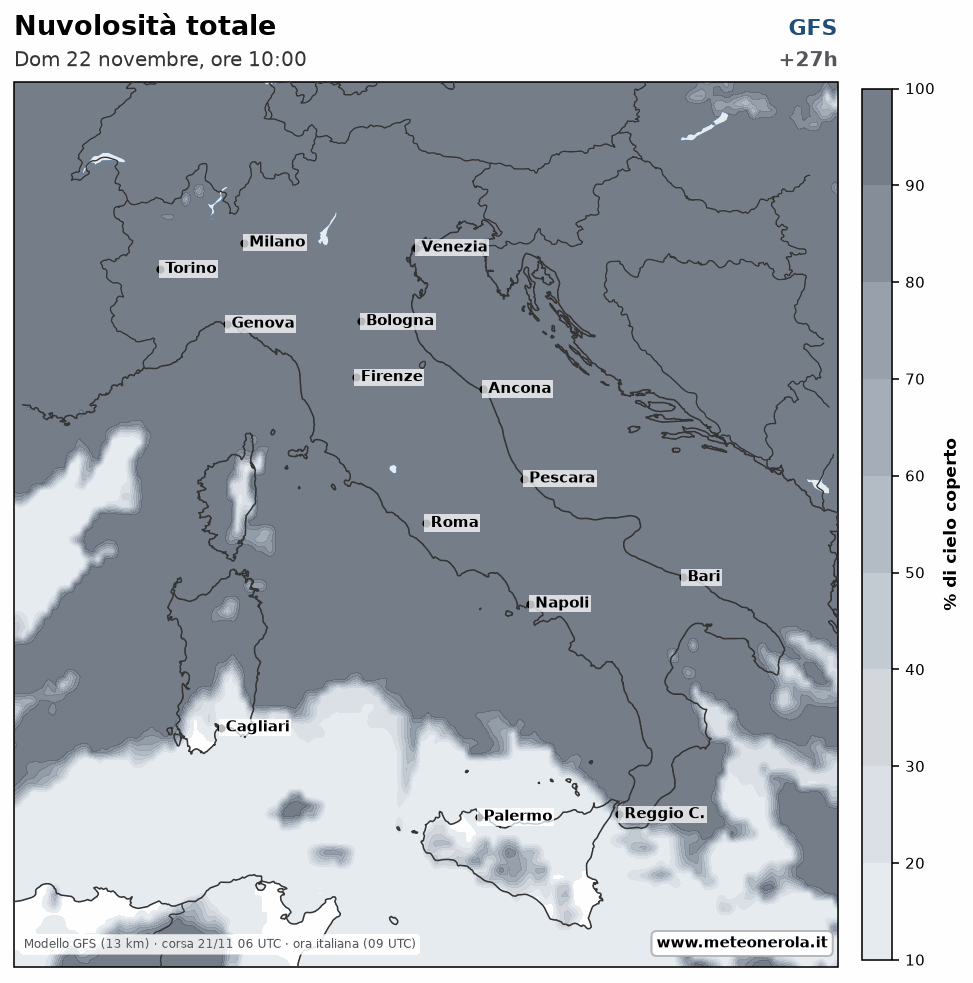 Nuvolosità totale
GFS
Dom 22 novembre, ore 10:00
+27h
100
90
80
70
60
50
40
30
20
10
% di cielo coperto
Milano
Venezia
Torino
Genova
Bologna
Firenze
Ancona
Pescara
Roma
Bari
Napoli
Cagliari
Palermo
Reggio C.
Modello GFS (13 km) · corsa 21/11 06 UTC · ora italiana (09 UTC)
www.meteonerola.it